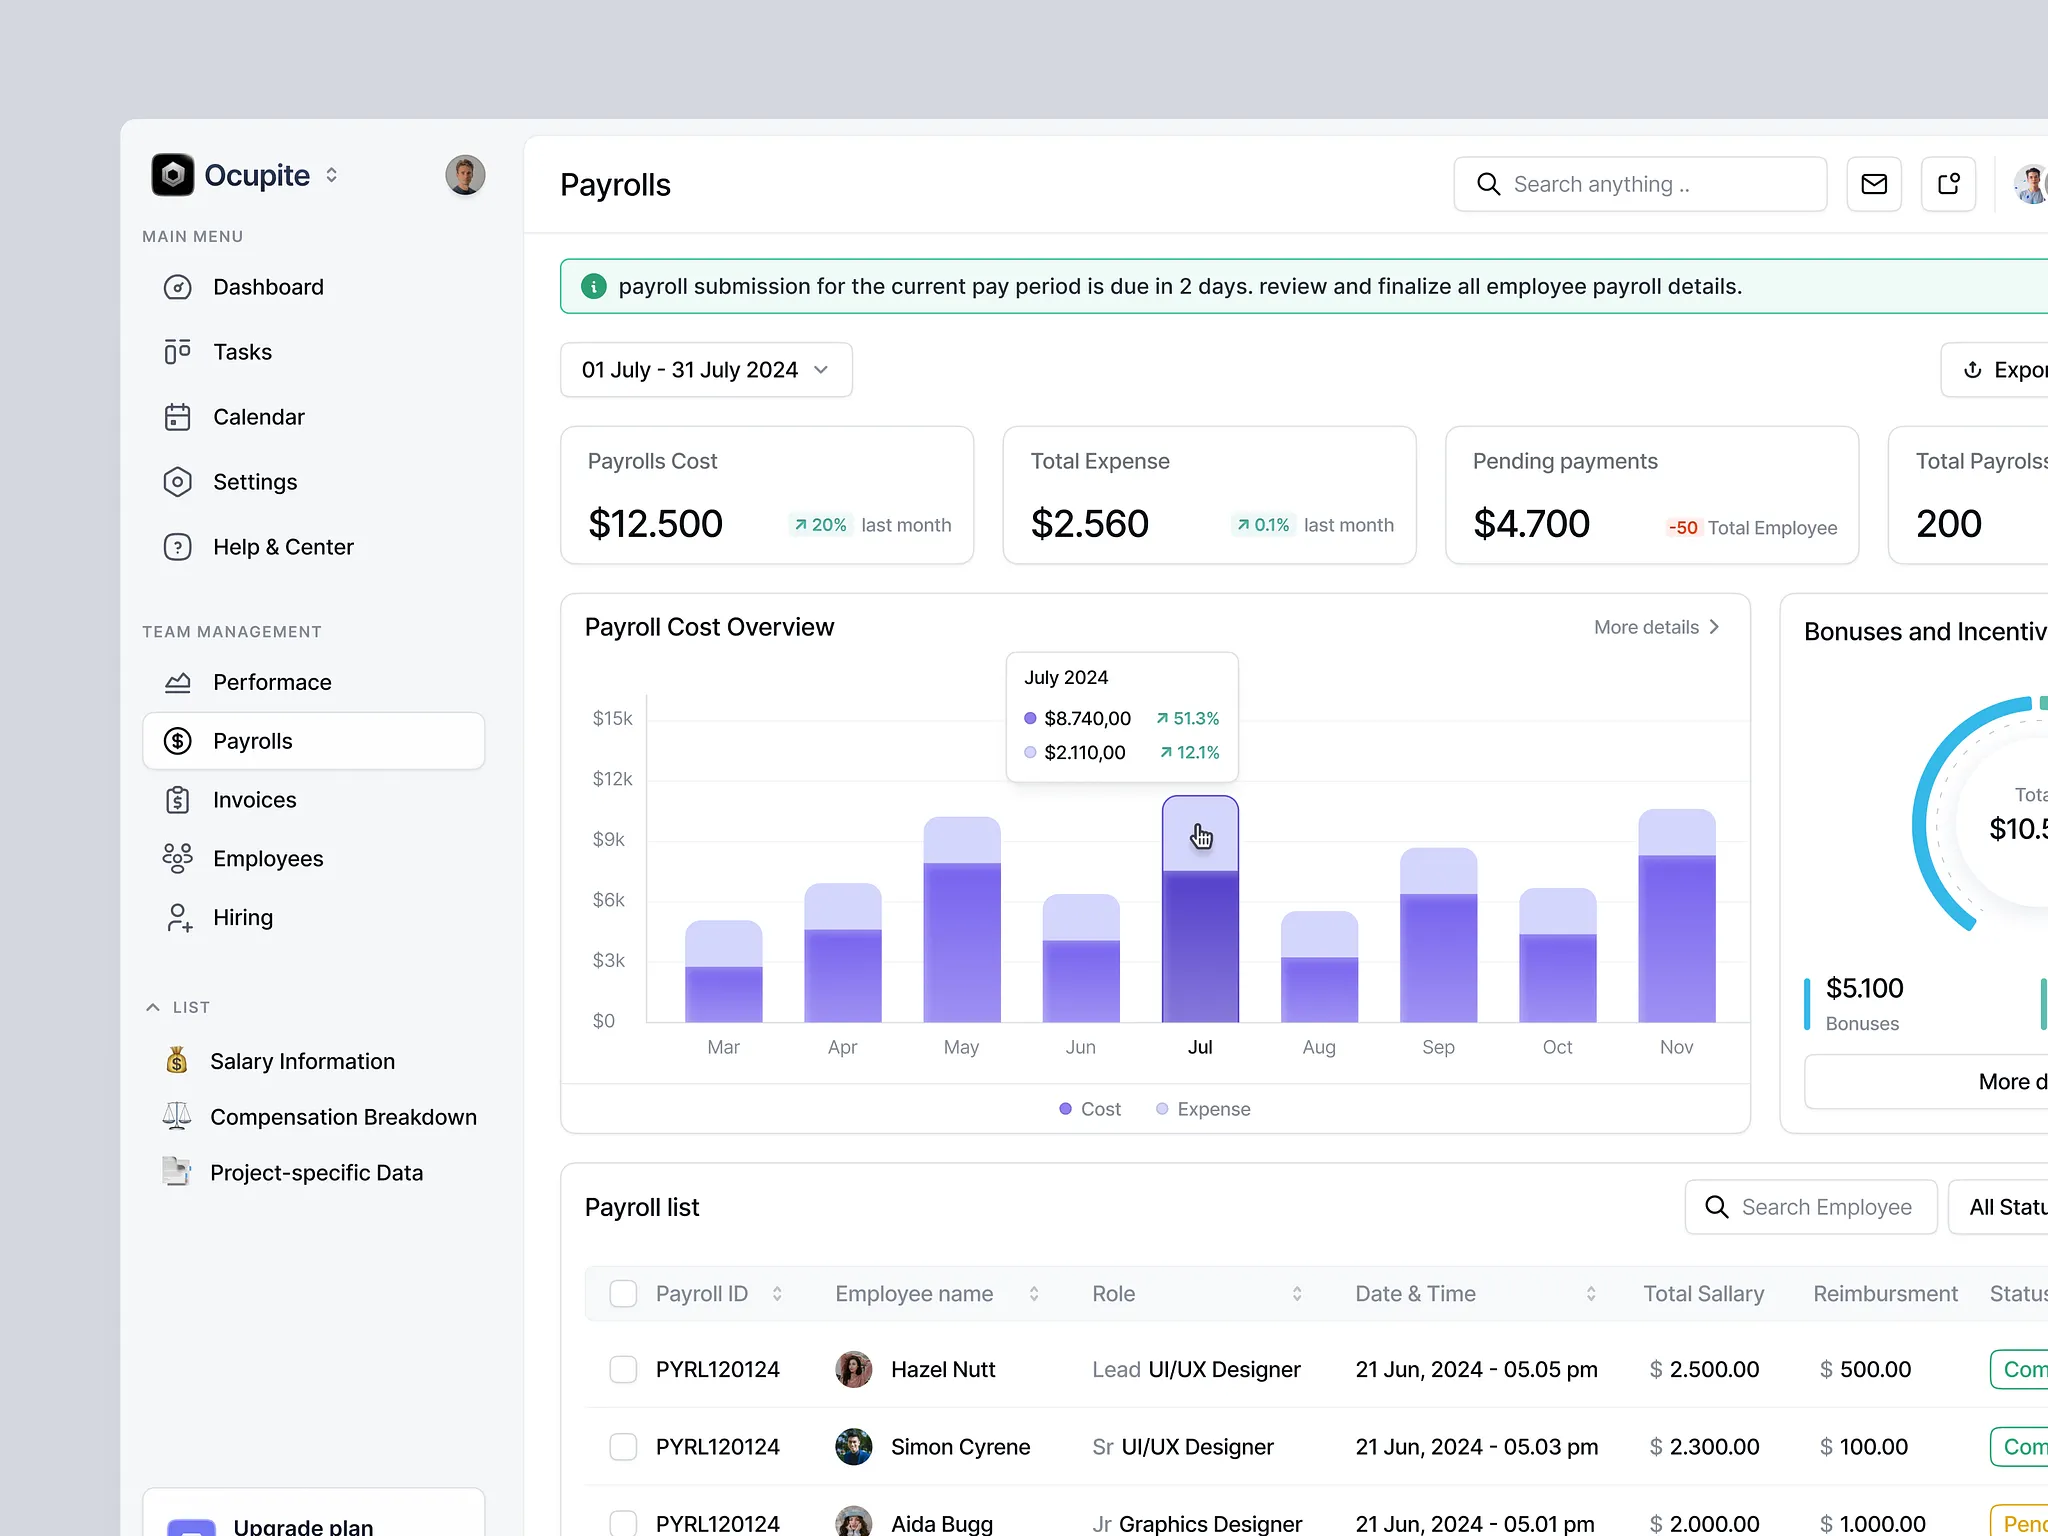 Ocupite
MAIN MENU
Dashboard
Tasks
Calendar
Settings
Help & Center
TEAM MANAGEMENT
Performace
Payrolls
Invoices
Employees
Hiring
LIST
Salary Information
Compensation Breakdown
Project-specific Data
Upgrade plan
Payrolls
Search anything ..
payroll submission for the current pay period is due in 2 days. review and finalize all employee payroll details.
01 July - 31 July 2024
Expor
Payrolls Cost
$12.500 20% last month
Total Expense
$2.560 0.1% last month
Pending payments
$4.700 -50 Total Employee
Total Payrolss
200
Payroll Cost Overview
More details
July 2024
$8.740,00 51.3%
$2.110,00 12.1%
$15k
$12k
$9k
$6k
$3k
$0
Mar Apr May Jun Jul Aug Sep Oct Nov
Cost Expense
Bonuses and Incentiv
Tota
$10.5
$5.100
Bonuses
More d
Payroll list
Search Employee
All Statu
Payroll ID Employee name Role Date & Time Total Sallary Reimbursment Status
PYRL120124 Hazel Nutt Lead UI/UX Designer 21 Jun, 2024 - 05.05 pm $ 2.500.00 $ 500.00 Com
PYRL120124 Simon Cyrene Sr UI/UX Designer 21 Jun, 2024 - 05.03 pm $ 2.300.00 $ 100.00 Com
PYRL120124 Aida Bugg Jr Graphics Designer 21 Jun, 2024 - 05.01 pm $ 2.000.00 $ 1.000.00 Pend